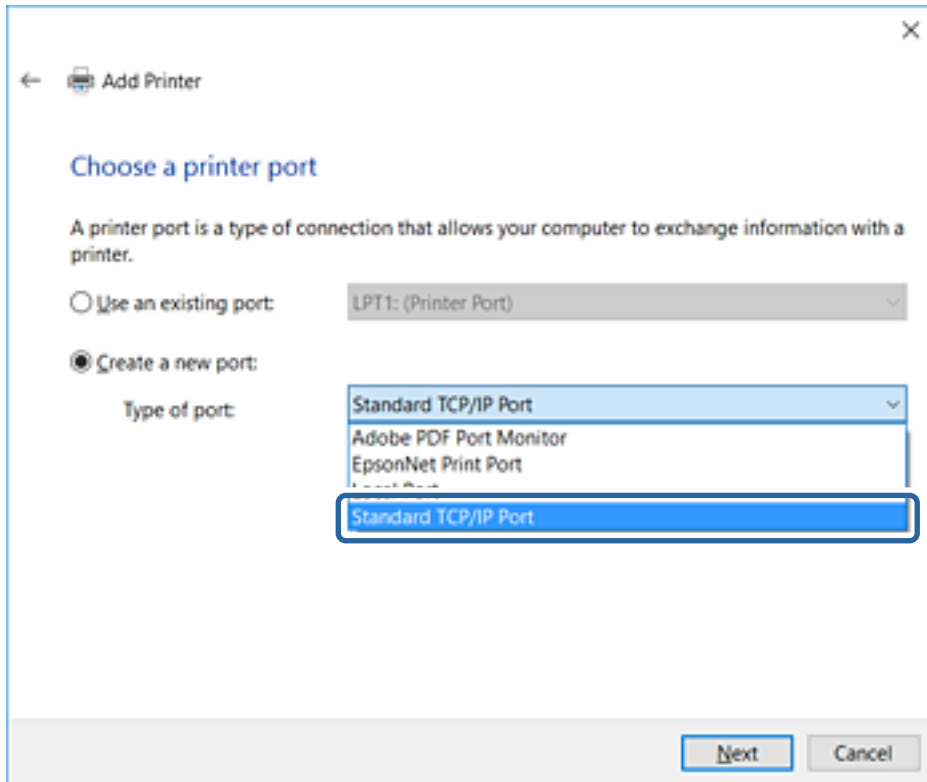 Add Printer
Choose a printer port
A printer port is a type of connection that allows your computer to exchange information with a
printer.
Use an existing port: LPT1: (Printer Port)
Create a new port:
Type of port: Standard TCP/IP Port
Adobe PDF Port Monitor
EpsonNet Print Port
Local Port
Standard TCP/IP Port
Next Cancel